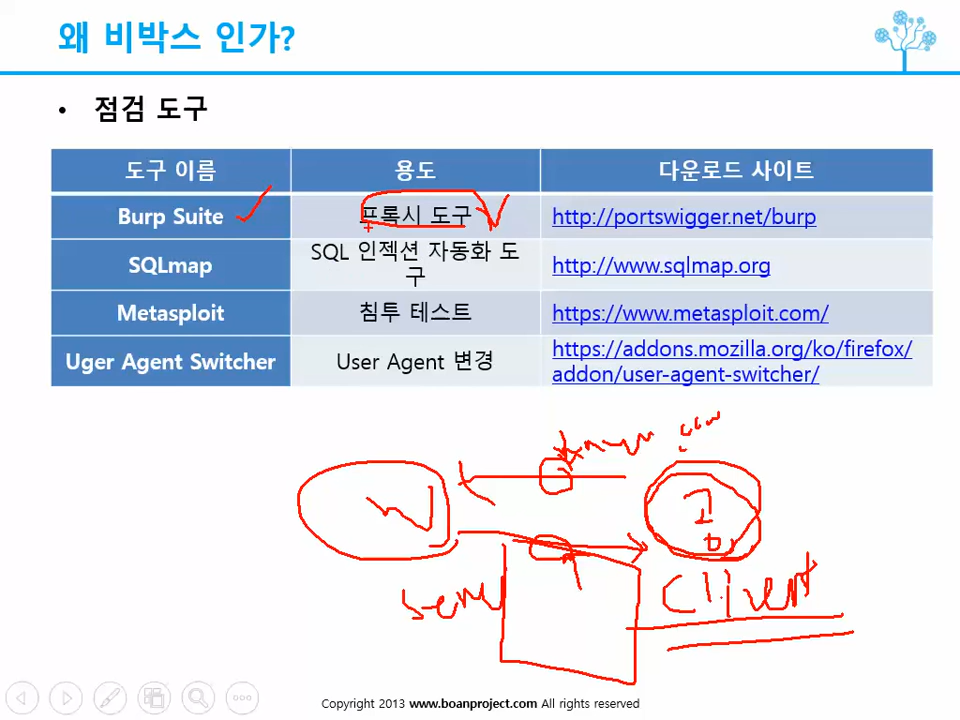 왜 비박스 인가?
• 점검 도구
도구 이름 용도 다운로드 사이트
Burp Suite 프록시 도구 http://portswigger.net/burp
SQLmap SQL 인젝션 자동화 도
구 http://www.sqlmap.org
Metasploit 침투 테스트 https://www.metasploit.com/
Uger Agent Switcher User Agent 변경 https://addons.mozilla.org/ko/firefox/
addon/user-agent-switcher/
W
Client
Copyright 2013 www.boanproject.com All rights reserved